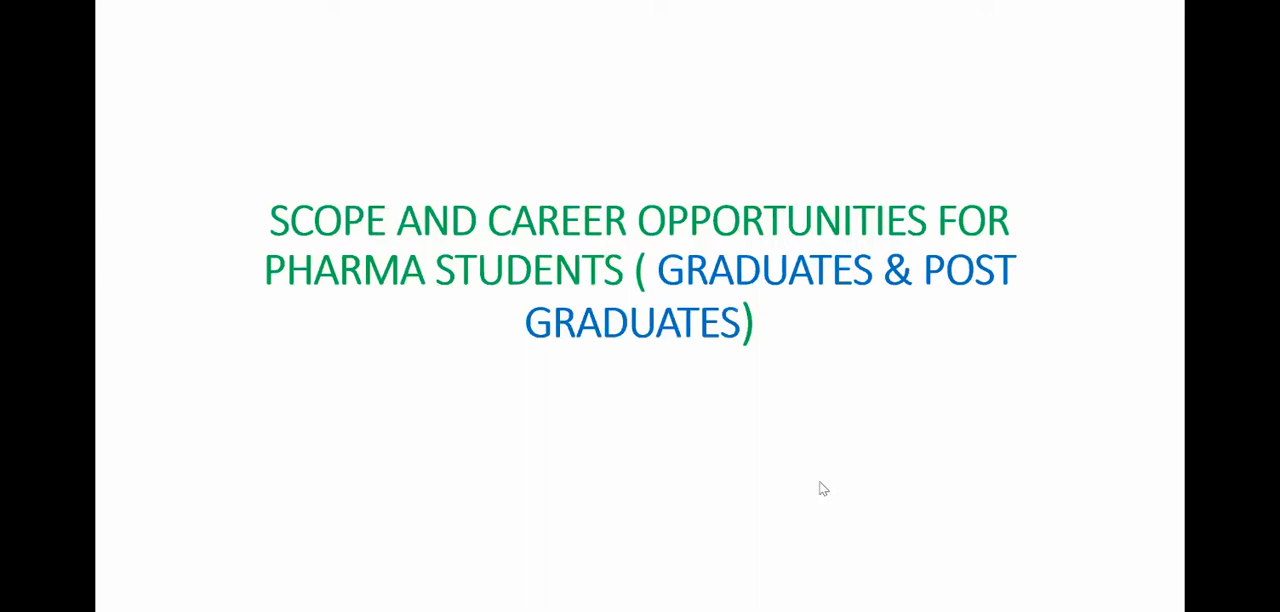 SCOPE AND CAREER OPPORTUNITIES FOR
PHARMA STUDENTS ( GRADUATES & POST
GRADUATES)